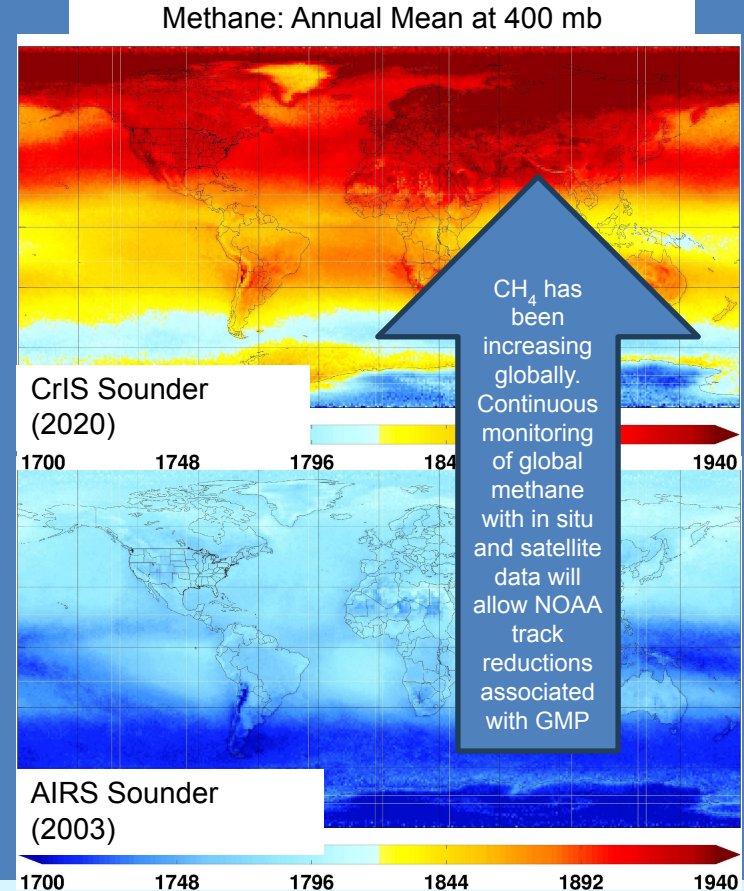 Methane: Annual Mean at 400 mb
CrIS Sounder
(2020)
1700 1748 1796 184 1940
CH₄ has
been
increasing
globally.
Continuous
monitoring
of global
methane
with in situ
and satellite
data will
allow NOAA
track
reductions
associated
with GMP
AIRS Sounder
(2003)
1700 1748 1796 1844 1892 1940